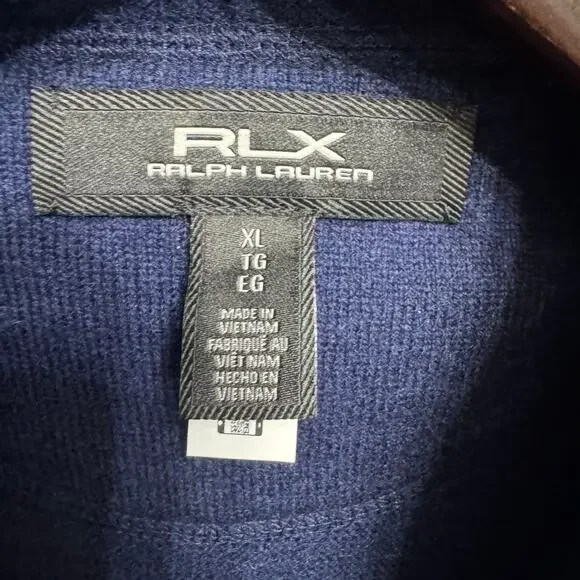 RLX
RALPH LAUREN
XL
TG
EG
MADE IN
VIETNAM
FABRIQUÉ AU
VIÊT NAM
HECHO EN
VIETNAM